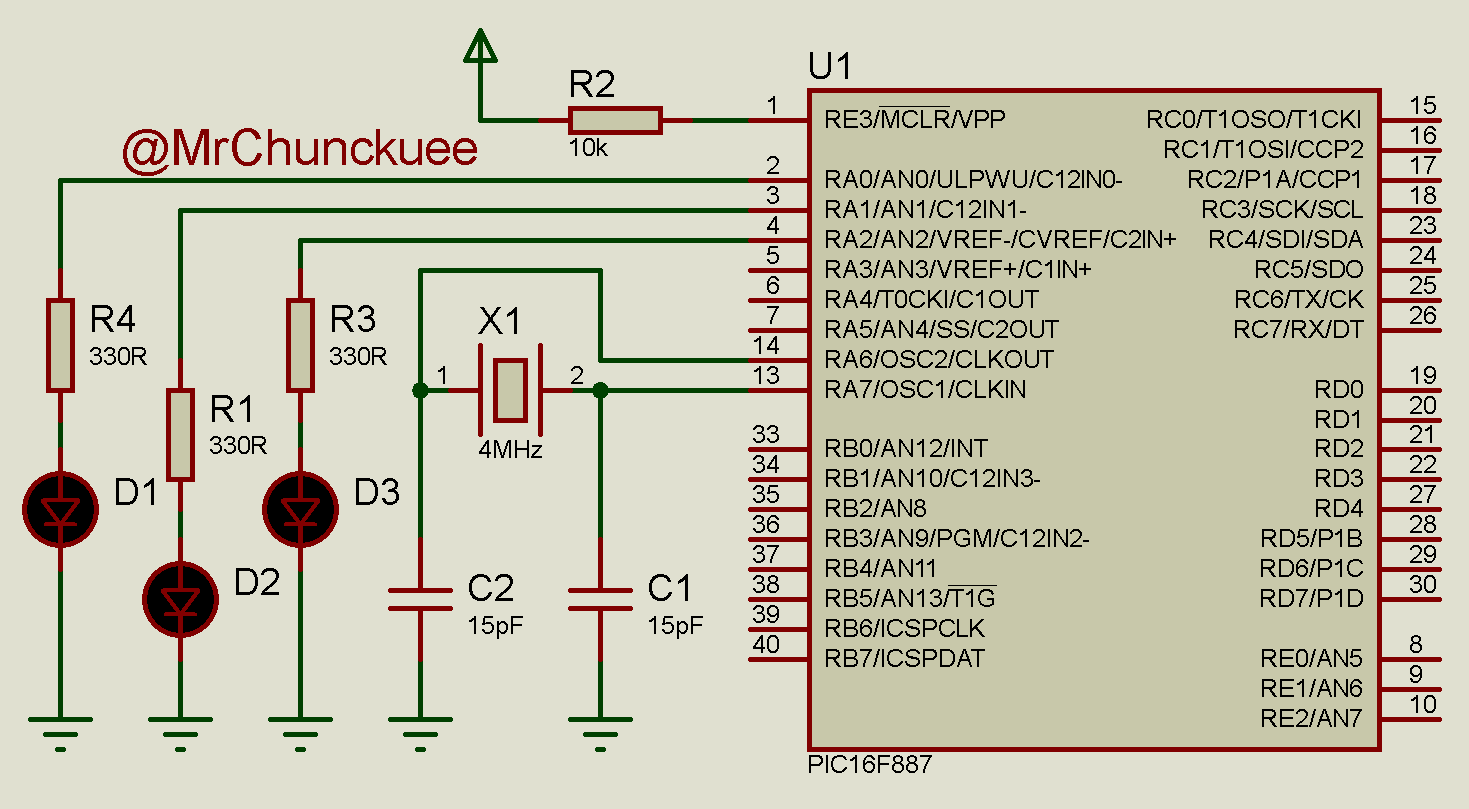 U1
R2
10k
@MrChunckuee
1 RE3/MCLR/VPP
2 RA0/AN0/ULPWU/C12IN0-
3 RA1/AN1/C12IN1-
4 RA2/AN2/VREF-/CVREF/C2IN+
5 RA3/AN3/VREF+/C1IN+
6 RA4/T0CKI/C1OUT
7 RA5/AN4/SS/C2OUT
14 RA6/OSC2/CLKOUT
13 RA7/OSC1/CLKIN
33 RB0/AN12/INT
34 RB1/AN10/C12IN3-
35 RB2/AN8
36 RB3/AN9/PGM/C12IN2-
37 RB4/AN11
38 RB5/AN13/T1G
39 RB6/ICSPCLK
40 RB7/ICSPDAT
RC0/T1OSO/T1CKI 15
RC1/T1OSI/CCP2 16
RC2/P1A/CCP1 17
RC3/SCK/SCL 18
RC4/SDI/SDA 23
RC5/SDO 24
RC6/TX/CK 25
RC7/RX/DT 26
RD0 19
RD1 20
RD2 21
RD3 22
RD4 27
RD5/P1B 28
RD6/P1C 29
RD7/P1D 30
RE0/AN5 8
RE1/AN6 9
RE2/AN7 10
PIC16F887
R4
330R
R1
330R
R3
330R
X1
1 2
4MHz
D1
D2
D3
C2
15pF
C1
15pF